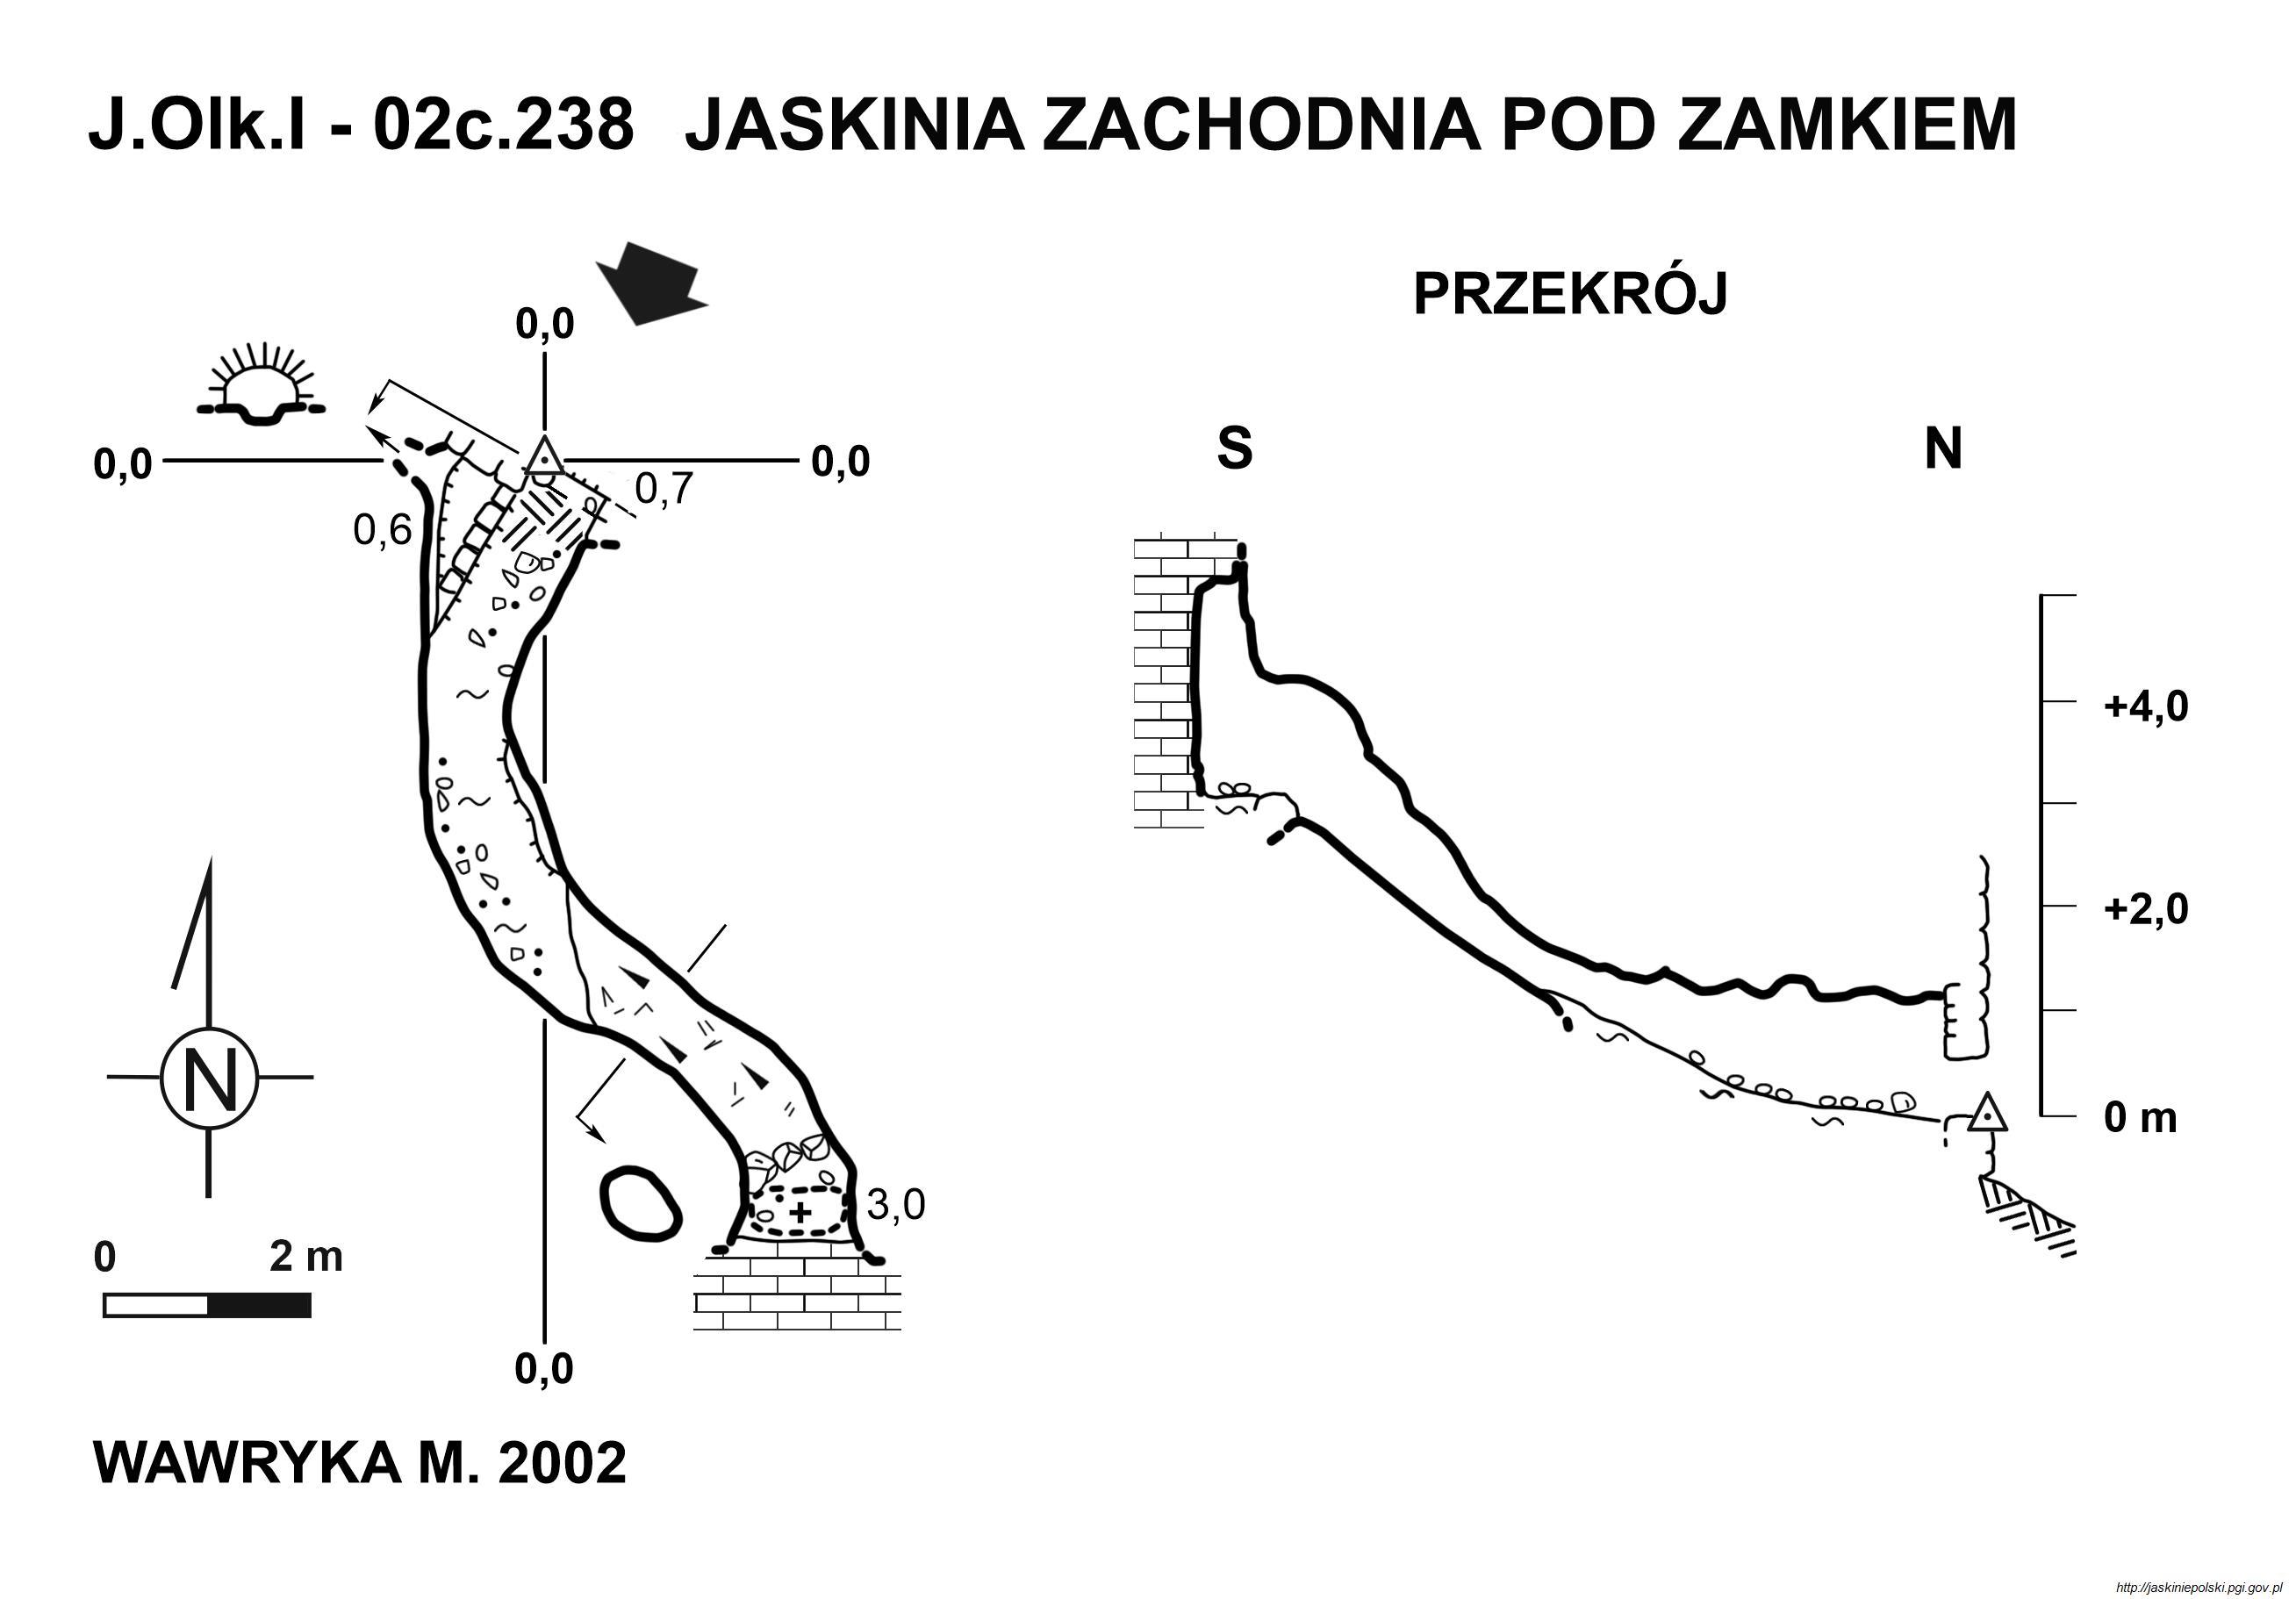 J.Olk.I - 02c.238 JASKINIA ZACHODNIA POD ZAMKIEM
PRZEKRÓJ
0,0
S
N
0,0
0,0
0,7
0,6
+4,0
+2,0
0 m
N
3,0
0
2 m
0,0
WAWRYKA M. 2002
http://jaskiniepolski.pgi.gov.pl